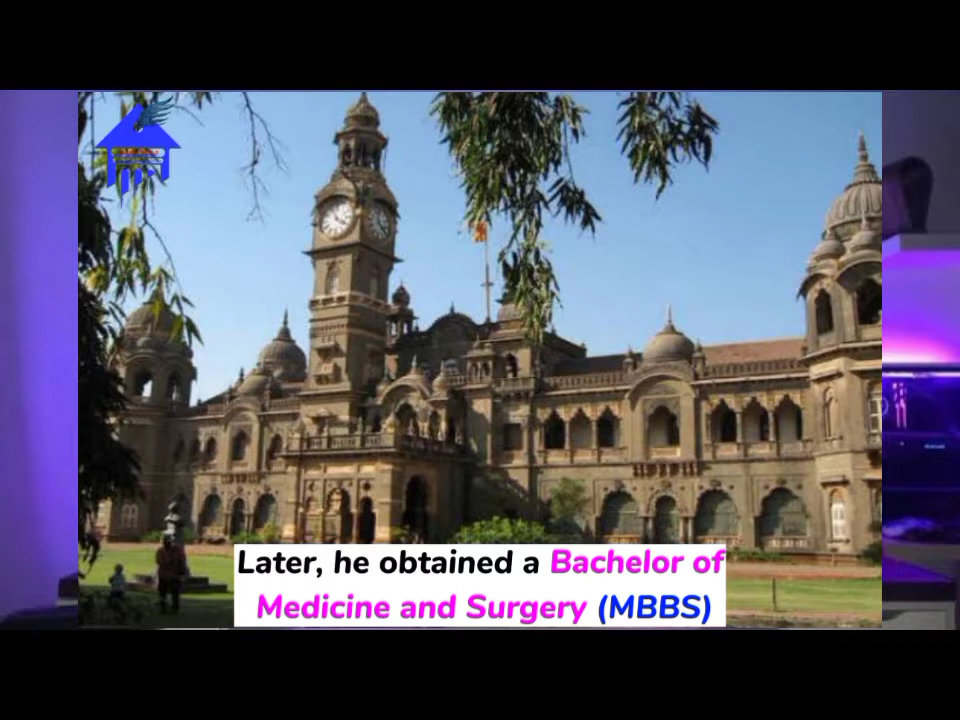 Later, he obtained a Bachelor of
Medicine and Surgery (MBBS)